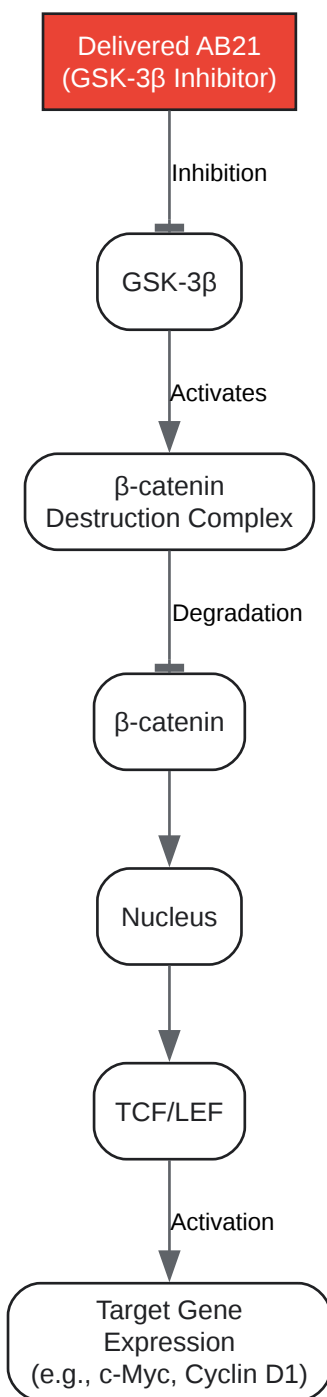 Delivered AB21
(GSK-3β Inhibitor)
Inhibition
GSK-3β
Activates
β-catenin
Destruction Complex
Degradation
β-catenin
Nucleus
TCF/LEF
Activation
Target Gene
Expression
(e.g., c-Myc, Cyclin D1)